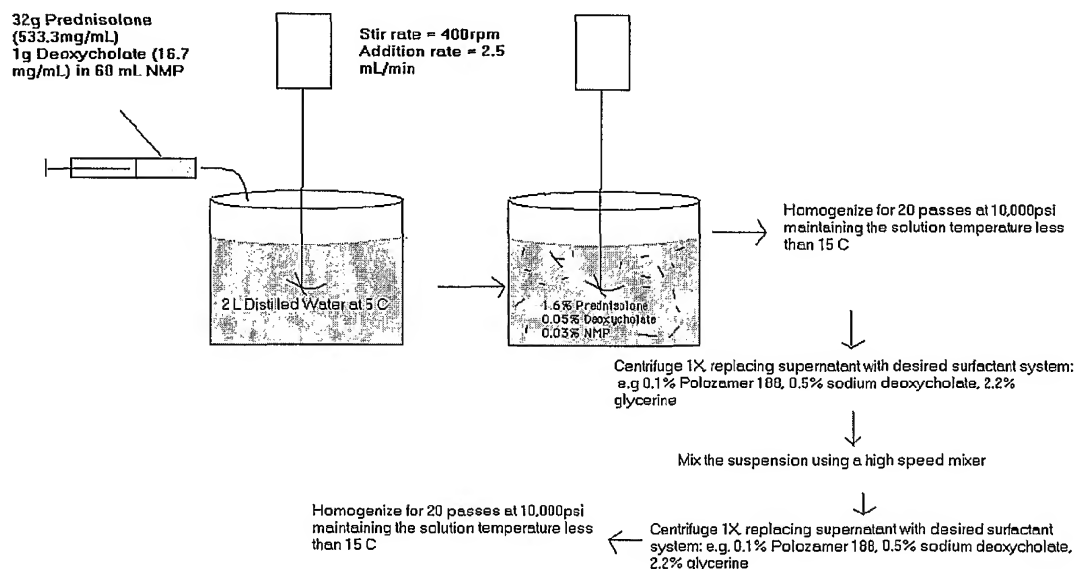 32g Prednisolone
(533.3mg/mL)
1g Deoxycholate (16.7
mg/mL) in 60 mL NMP
Stir rate = 400rpm
Addition rate = 2.5
mL/min
2 L Distilled Water at 5 C
1.6% Prednisolone
0.05% Deoxycholate
0.03% NMP
Homogenize for 20 passes at 10,000psi
maintaining the solution temperature less
than 15 C
Centrifuge 1X, replacing supernatant with desired surfactant system:
e.g 0.1% Polozamer 188, 0.5% sodium deoxycholate, 2.2%
glycerine
Mix the suspension using a high speed mixer
Centrifuge 1X, replacing supernatant with desired surfactant
system: e.g. 0.1% Polozamer 188, 0.5% sodium deoxycholate,
2.2% glycerine
Homogenize for 20 passes at 10,000psi
maintaining the solution temperature less
than 15 C